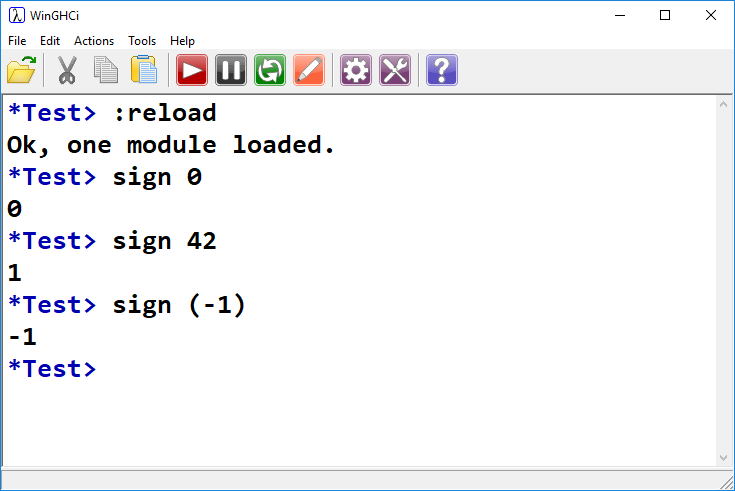 WinGHCi
File Edit Actions Tools Help
*Test> :reload
Ok, one module loaded.
*Test> sign 0
0
*Test> sign 42
1
*Test> sign (-1)
-1
*Test>